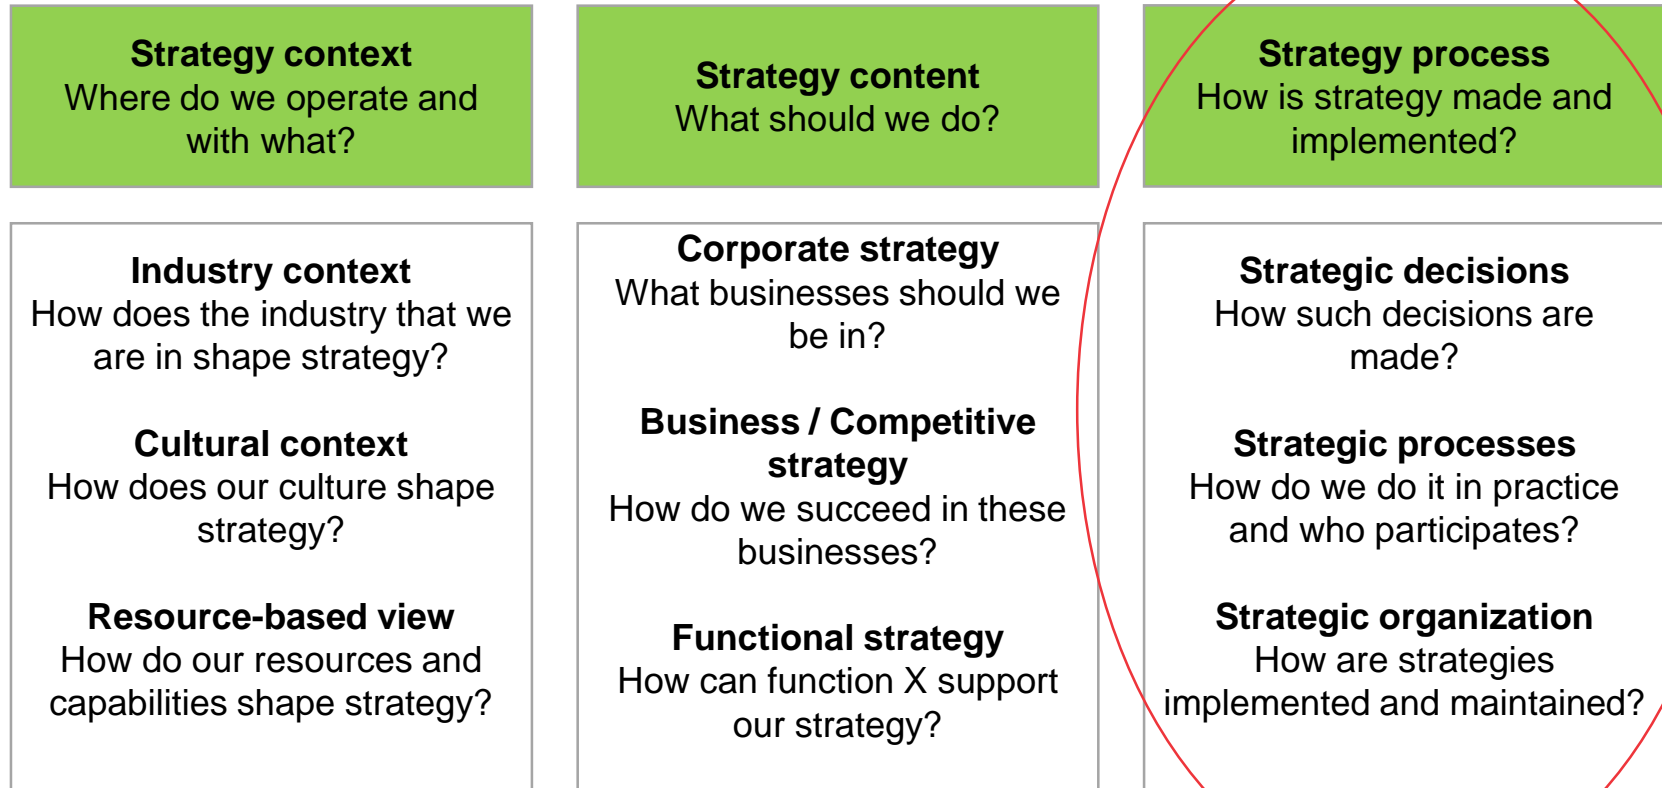 Strategy context
Where do we operate and
with what?
Industry context
How does the industry that we
are in shape strategy?
Cultural context
How does our culture shape
strategy?
Resource-based view
How do our resources and
capabilities shape strategy?
Strategy content
What should we do?
Corporate strategy
What businesses should we
be in?
Business / Competitive
strategy
How do we succeed in these
businesses?
Functional strategy
How can function X support
our strategy?
Strategy process
How is strategy made and
implemented?
Strategic decisions
How such decisions are
made?
Strategic processes
How do we do it in practice
and who participates?
Strategic organization
How are strategies
implemented and maintained?